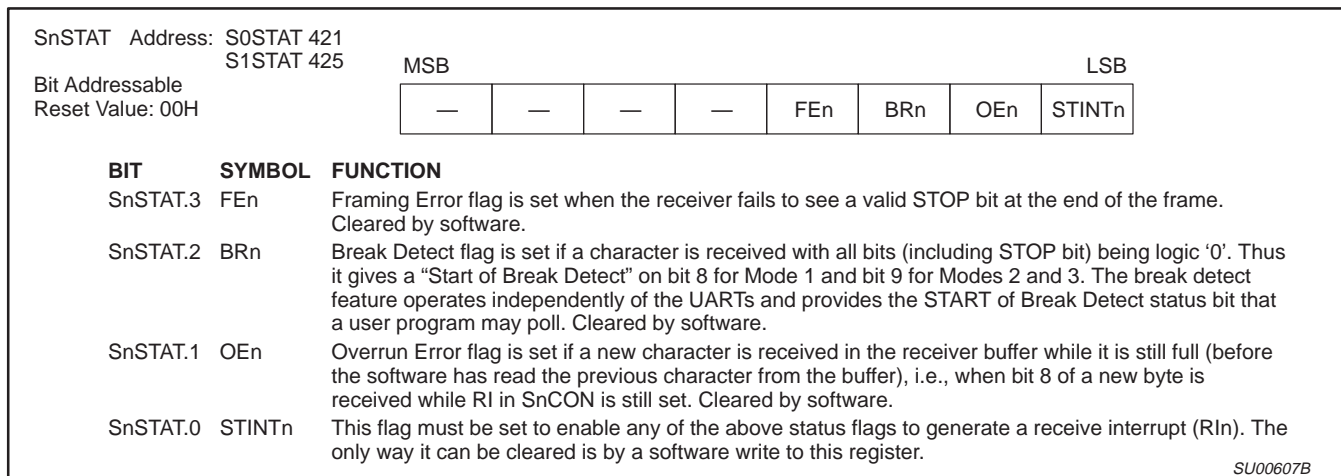 SnSTAT Address: S0STAT 421
S1STAT 425
MSB LSB
Bit Addressable
Reset Value: 00H
— — — — FEn BRn OEn STINTn
BIT SYMBOL FUNCTION
SnSTAT.3 FEn Framing Error flag is set when the receiver fails to see a valid STOP bit at the end of the frame.
Cleared by software.
SnSTAT.2 BRn Break Detect flag is set if a character is received with all bits (including STOP bit) being logic ‘0’. Thus
it gives a “Start of Break Detect” on bit 8 for Mode 1 and bit 9 for Modes 2 and 3. The break detect
feature operates independently of the UARTs and provides the START of Break Detect status bit that
a user program may poll. Cleared by software.
SnSTAT.1 OEn Overrun Error flag is set if a new character is received in the receiver buffer while it is still full (before
the software has read the previous character from the buffer), i.e., when bit 8 of a new byte is
received while RI in SnCON is still set. Cleared by software.
SnSTAT.0 STINTn This flag must be set to enable any of the above status flags to generate a receive interrupt (RIn). The
only way it can be cleared is by a software write to this register.
SU00607B